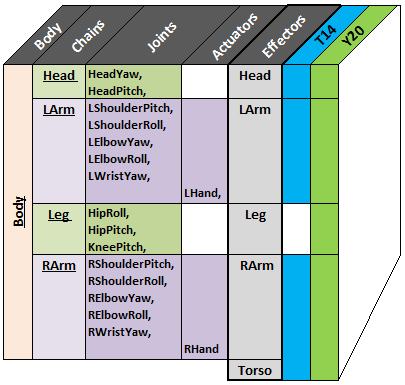 Body Chains Joints Actuators Effectors T14 Y20
Body
Head HeadYaw, Head
HeadPitch,
LArm LShoulderPitch, LArm
LShoulderRoll,
LElbowYaw,
LElbowRoll,
LWristYaw,
LHand,
Leg HipRoll, Leg
HipPitch,
KneePitch,
RArm RShoulderPitch, RArm
RShoulderRoll,
RElbowYaw,
RElbowRoll,
RWristYaw,
RHand
Torso